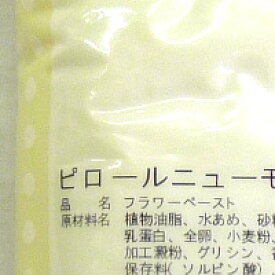 ピロールニューモ
品名 フラワーペースト
原材料名 植物油脂、水あめ、砂糖
乳蛋白、全卵、小麦粉、
加工澱粉、グリシン、
保存料(ソルビン酸)